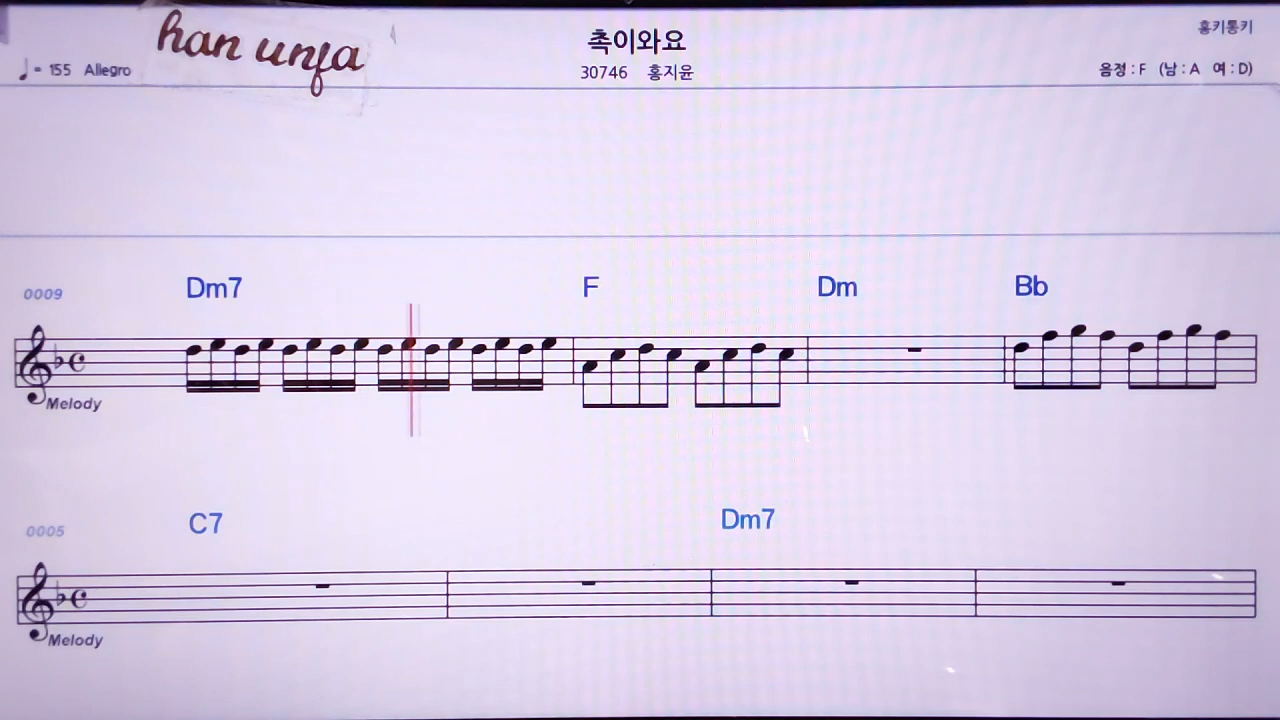 han unfa
촉이와요
홍키통키
♩= 155 Allegro
30746 홍지윤
음정 : F (남 : A 여 : D)
Dm7 F Dm Bb
0009
Melody
C7 Dm7
0005
Melody